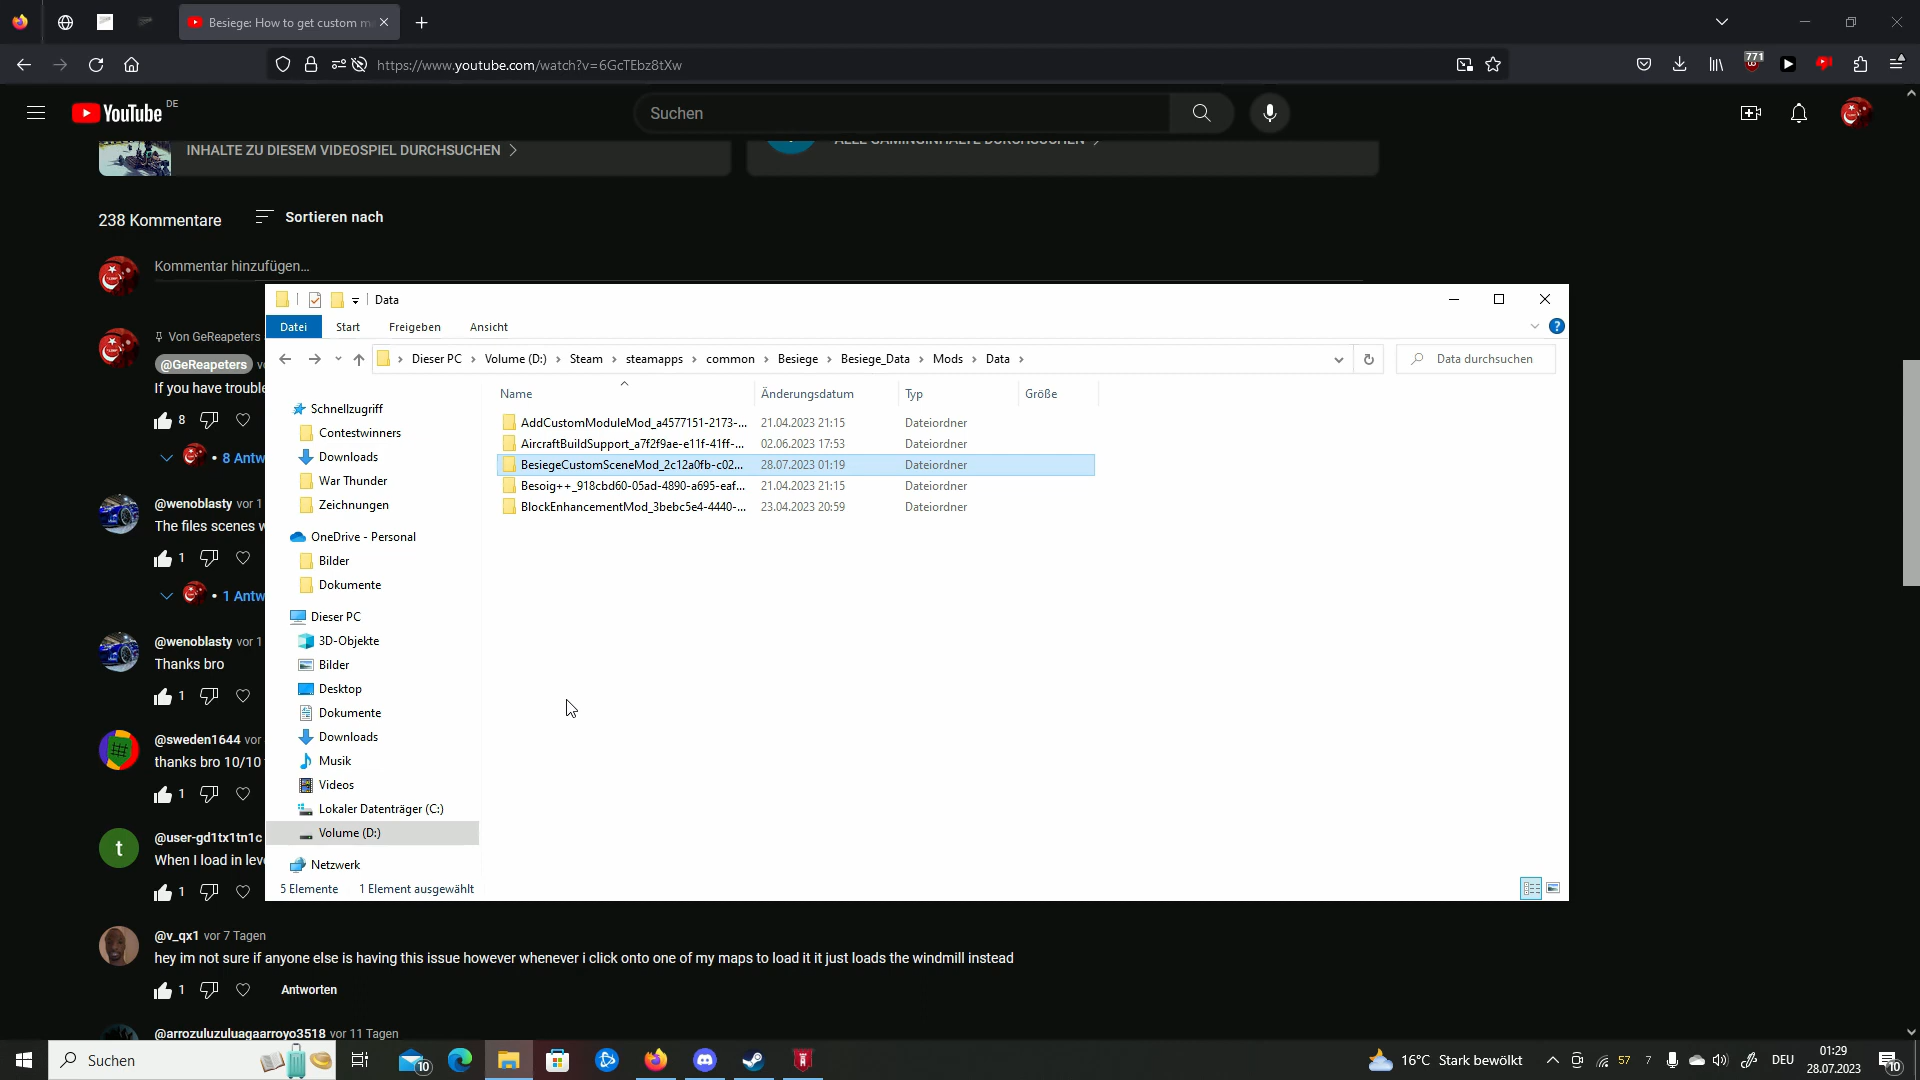 Besiege: How to get custom m
https://www.youtube.com/watch?v=6GcTEbz8tXw
771
YouTube DE
Suchen
INHALTE ZU DIESEM VIDEOSPIEL DURCHSUCHEN
ALLE GAMINGINHALTE DURCHSUCHEN
238 Kommentare
Sortieren nach
Kommentar hinzufügen…
Von GeReapeters
@GeReapeters
If you have trouble
8
8 Antw
@wenoblasty vor 1
The files scenes w
1
1 Antw
@wenoblasty vor 1
Thanks bro
1
@sweden1644 vor
thanks bro 10/10
1
t
@user-gd1tx1tn1c
When I load in leve
1
@v_qx1 vor 7 Tagen
hey im not sure if anyone else is having this issue however whenever i click onto one of my maps to load it it just loads the windmill instead
1
Antworten
@arrozuluzuluagaarroyo3518 vor 11 Tagen
Data
Datei
Start
Freigeben
Ansicht
Dieser PC
Volume (D:)
Steam
steamapps
common
Besiege
Besiege_Data
Mods
Data
Data durchsuchen
Schnellzugriff
Contestwinners
Downloads
War Thunder
Zeichnungen
OneDrive - Personal
Bilder
Dokumente
Dieser PC
3D-Objekte
Bilder
Desktop
Dokumente
Downloads
Musik
Videos
Lokaler Datenträger (C:)
Volume (D:)
Netzwerk
Name Änderungsdatum Typ Größe
AddCustomModuleMod_a4577151-2173-... 21.04.2023 21:15 Dateiordner
AircraftBuildSupport_a7f2f9ae-e11f-41ff-... 02.06.2023 17:53 Dateiordner
BesiegeCustomSceneMod_2c12a0fb-c02... 28.07.2023 01:19 Dateiordner
Besoig++_918cbd60-05ad-4890-a695-eaf... 21.04.2023 21:15 Dateiordner
BlockEnhancementMod_3bebc5e4-4440-... 23.04.2023 20:59 Dateiordner
5 Elemente
1 Element ausgewählt
Suchen
10
16°C Stark bewölkt
57
7
DEU
01:29
28.07.2023
10